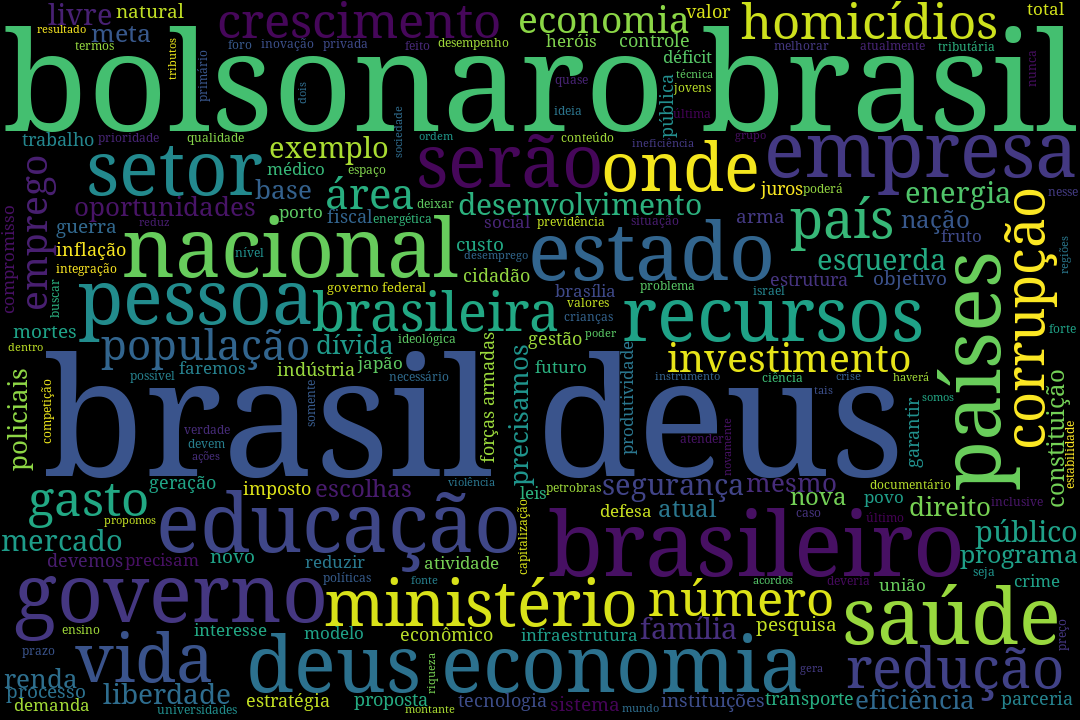 livre natural crescimento economia valor homicídios total
resultado meta
termos tributos primário foro inovação privada feito desempenho heróis controle déficit melhorar atualmente tributária nunca
bolsonaro brasil
dois quase técnica jovens ideia pública última
trabalho prioridade qualidade sociedade ordem conteúdo ineficiência grupo
setor exemplo serão onde empresa
médico espaço base área juros poderá energia nesse
emprego oportunidades porto fiscal energética deixar desenvolvimento
compromisso guerra reduz social previdência situação arma país nação fruto
inflação nacional nível custo desemprego estado esquerda regiões
integração cidadão brasília problema israel estrutura objetivo
buscar pessoa governo federal brasileira valores crianças recursos países corrupção
mortes população dívida ideológica gestão poder forte
dentro faremos indústria japão futuro investimento
possível necessário forças armadas precisamos produtividade instrumento ciência crise haverá
policiais competição brasil deus tais somos
somente verdade devem ações atender novamente garantir constituição estabilidade
geração imposto escolhas violência leis petrobras segurança mesmo documentário
gasto propomos educação capitalização defesa atual nova povo direito inclusive
mercado brasileiro caso último público
devemos precisam novo reduzir atividade programa
governo políticas fonte acordos deveria união seja crime
ministério número saúde
ensino interesse modelo econômico infraestrutura família pesquisa preço
prazo vida deus economia redução
renda riqueza gera
processo liberdade estratégia proposta tecnologia sistema instituições transporte eficiência parceria
demanda universidades montante mundo